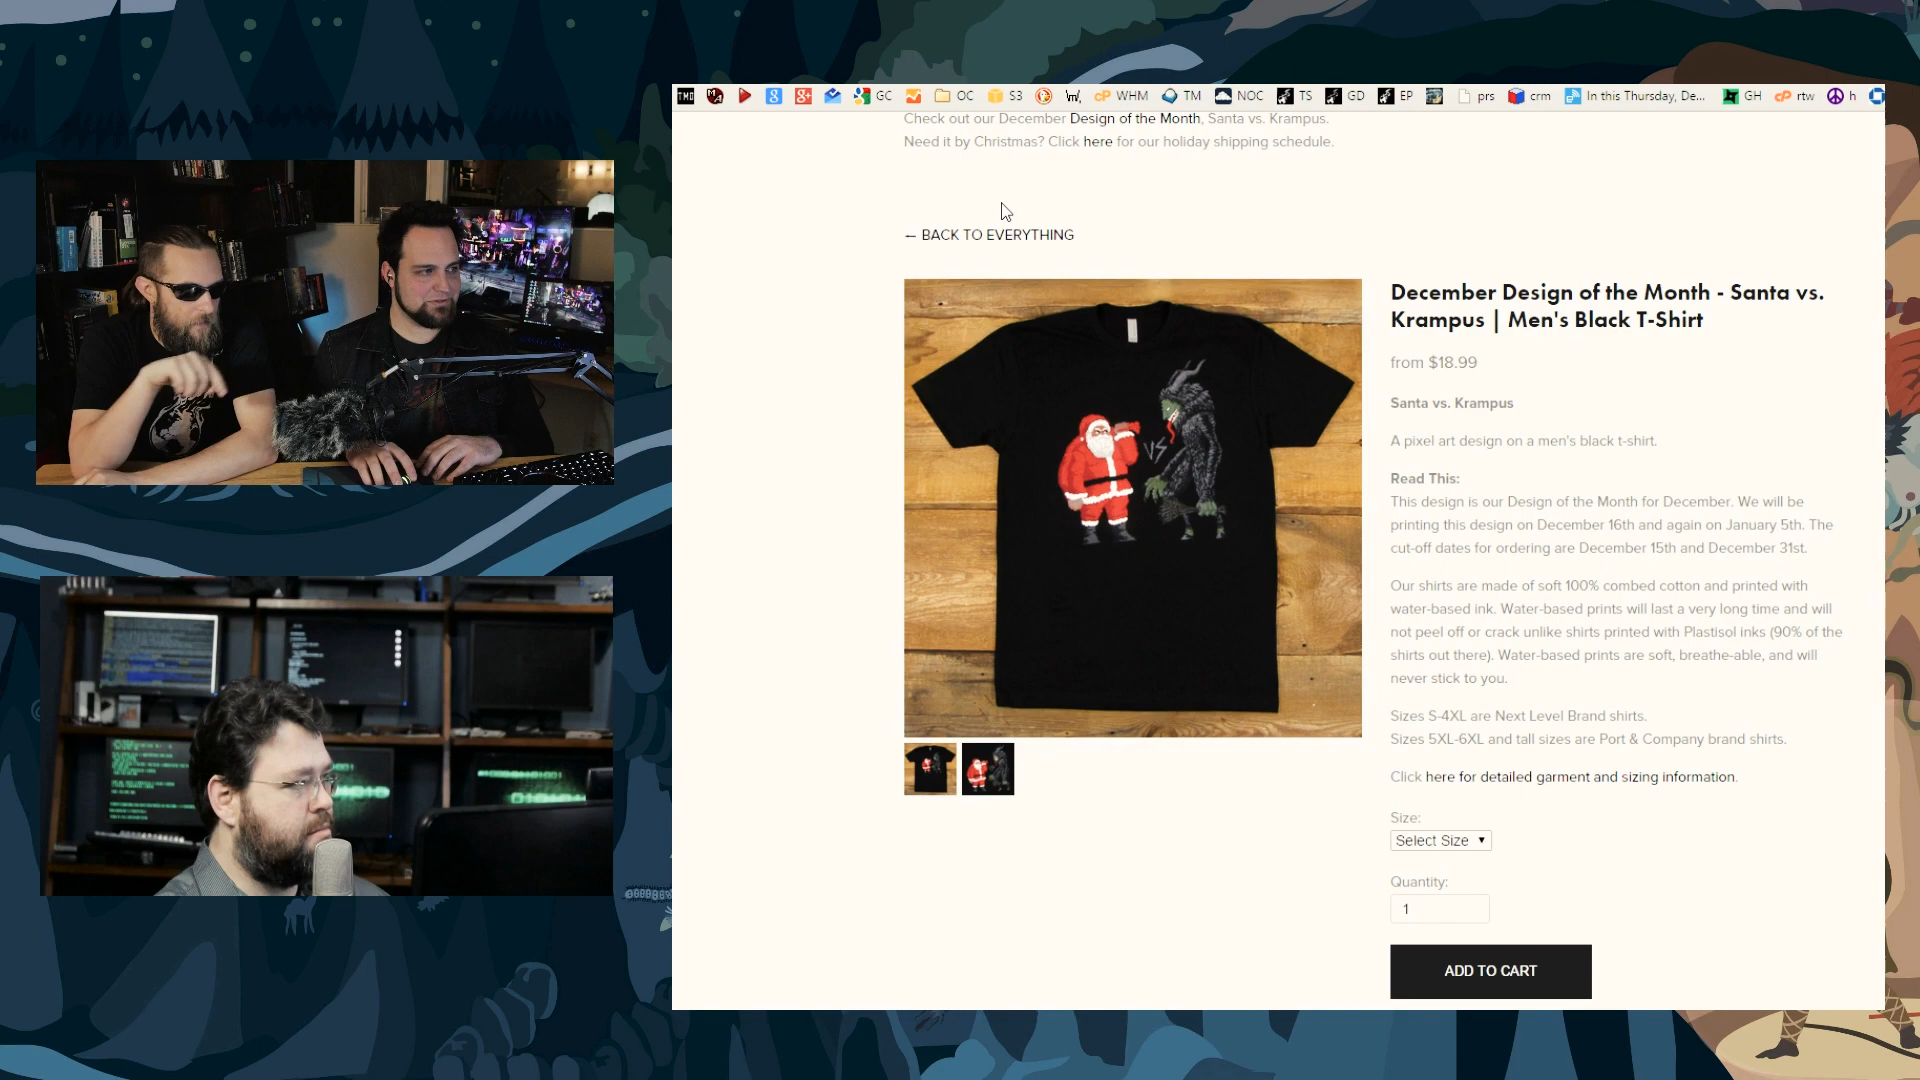 TMD
GC
OC
S3
\m/,
WHM
TM
NOC
TS
GD
EP
prs
crm
In this Thursday, De...
GH
rtw
h
Check out our December Design of the Month, Santa vs. Krampus.
Need it by Christmas? Click here for our holiday shipping schedule.
← BACK TO EVERYTHING
VS
December Design of the Month - Santa vs.
Krampus | Men's Black T-Shirt
from $18.99
Santa vs. Krampus
A pixel art design on a men's black t-shirt.
Read This:
This design is our Design of the Month for December. We will be
printing this design on December 16th and again on January 5th. The
cut-off dates for ordering are December 15th and December 31st.
Our shirts are made of soft 100% combed cotton and printed with
water-based ink. Water-based prints will last a very long time and will
not peel off or crack unlike shirts printed with Plastisol inks (90% of the
shirts out there). Water-based prints are soft, breathe-able, and will
never stick to you.
Sizes S-4XL are Next Level Brand shirts.
Sizes 5XL-6XL and tall sizes are Port & Company brand shirts.
Click here for detailed garment and sizing information.
Size:
Select Size
Quantity:
1
ADD TO CART